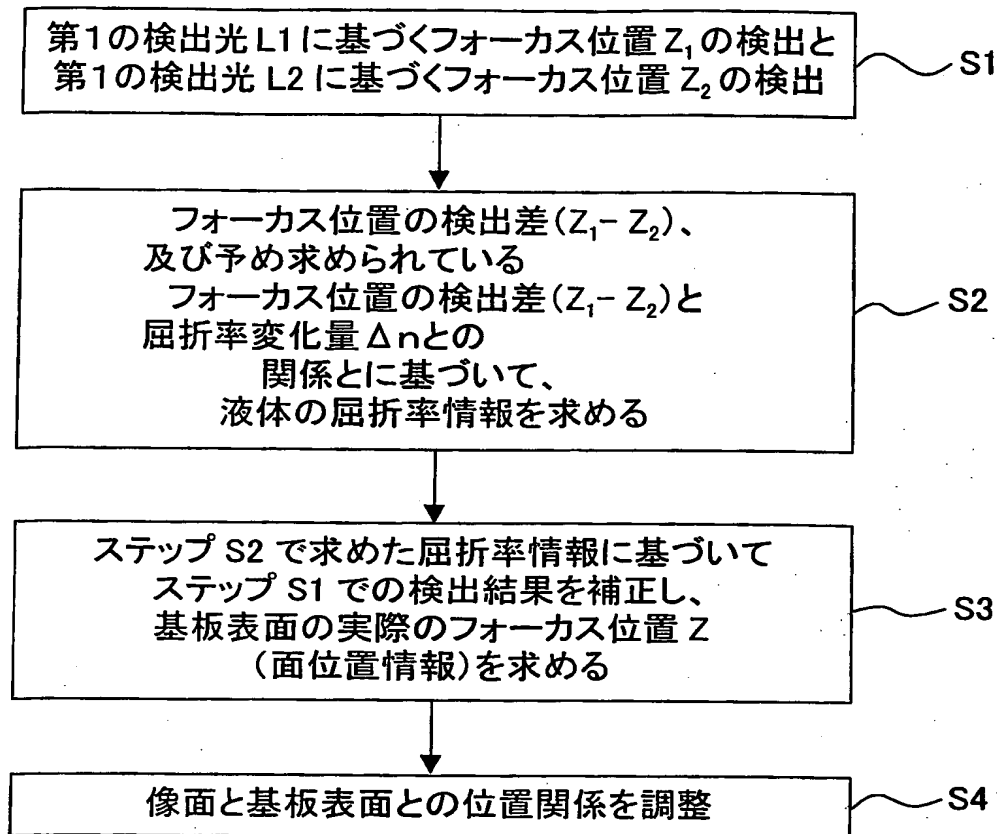 第1の検出光L1に基づくフォーカス位置Z₁の検出と
第1の検出光L2に基づくフォーカス位置Z₂の検出
S1
フォーカス位置の検出差(Z₁- Z₂)、
及び予め求められている
フォーカス位置の検出差(Z₁- Z₂)と
屈折率変化量Δnとの
関係とに基づいて、
液体の屈折率情報を求める
S2
ステップS2で求めた屈折率情報に基づいて
ステップS1での検出結果を補正し、
基板表面の実際のフォーカス位置Z
(面位置情報)を求める
S3
像面と基板表面との位置関係を調整
S4